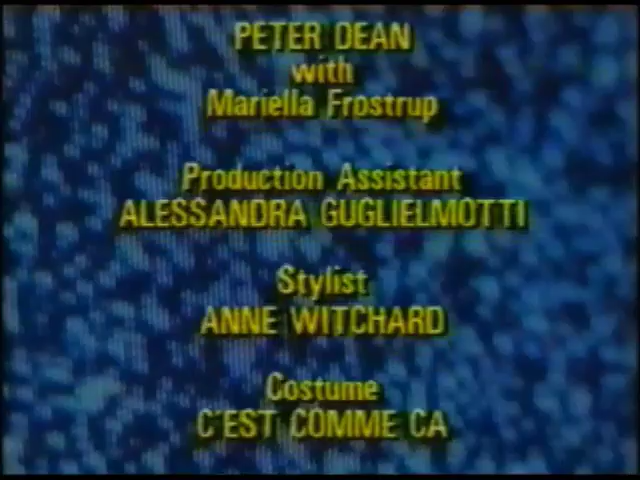 PETER DEAN
with
Mariella Frostrup
Production Assistant
ALESSANDRA GUGLIELMOTTI
Stylist
ANNE WITCHARD
Costume
C'EST COMME CA